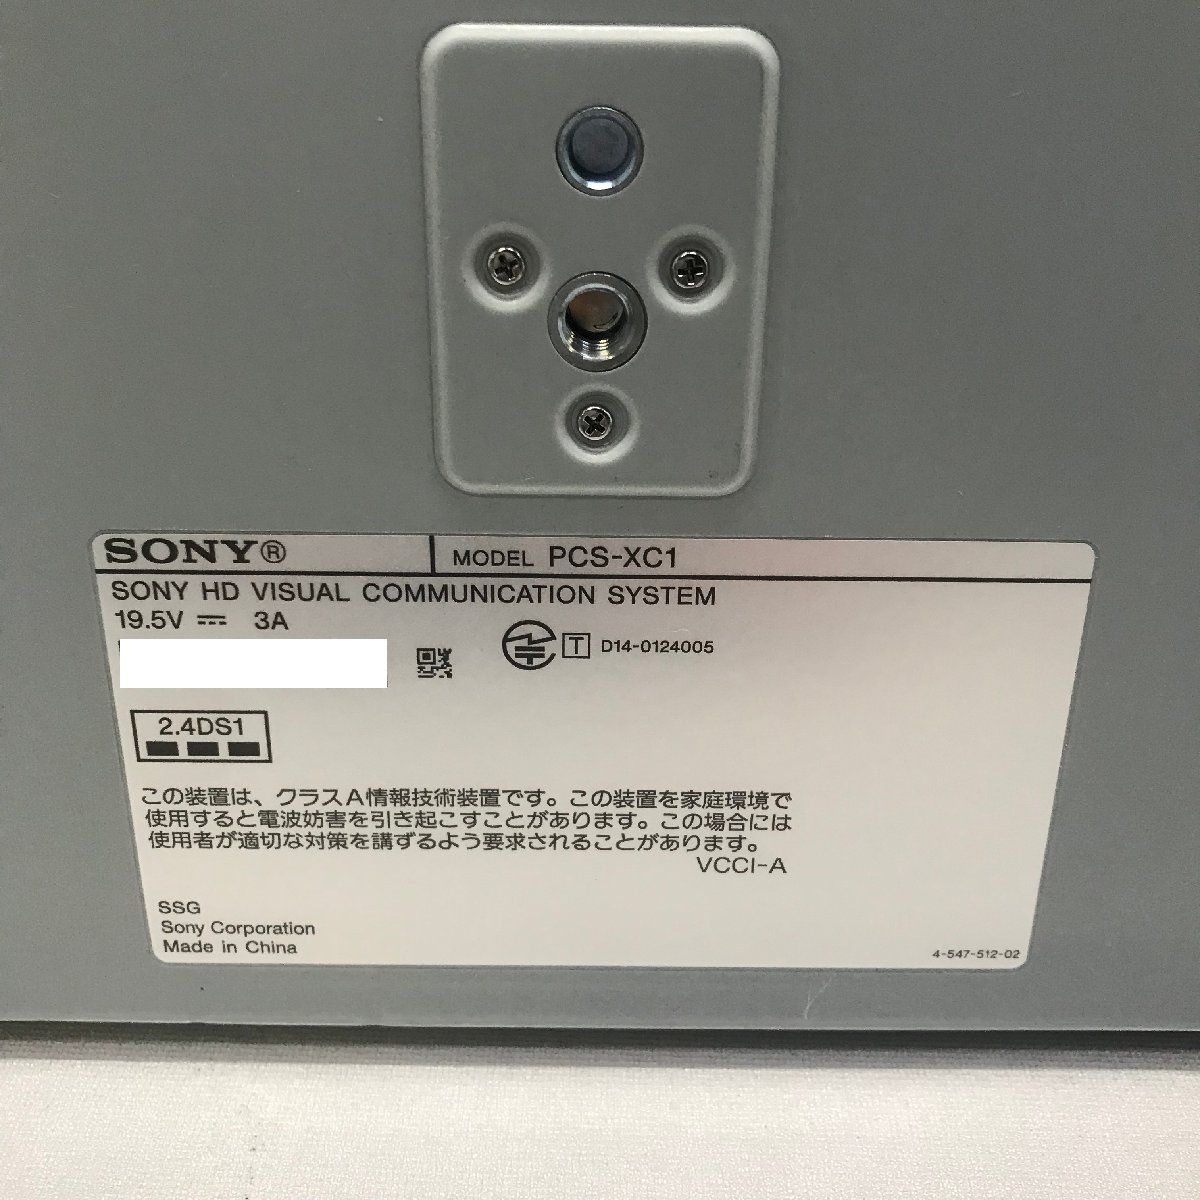 SONY® MODEL PCS-XC1
SONY HD VISUAL COMMUNICATION SYSTEM
19.5V ⎓ 3A
T D14-0124005
2.4DS1
この装置は、クラスA情報技術装置です。この装置を家庭環境で
使用すると電波妨害を引き起こすことがあります。この場合には
使用者が適切な対策を講ずるよう要求されることがあります。
VCCI-A
SSG
Sony Corporation
Made in China
4-547-512-02